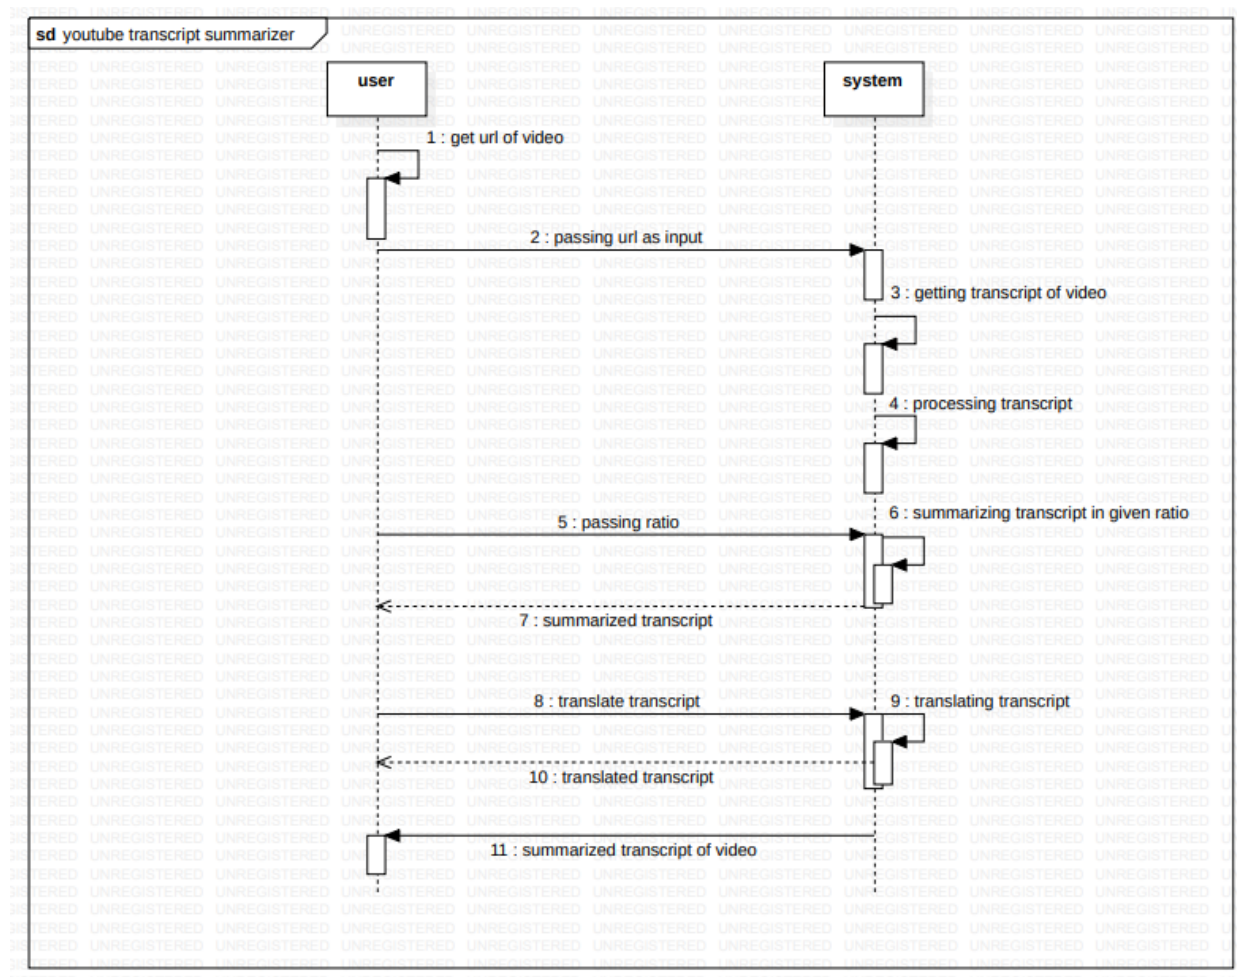 sd youtube transcript summarizer
user
system
1 : get url of video
2 : passing url as input
3 : getting transcript of video
4 : processing transcript
5 : passing ratio
6 : summarizing transcript in given ratio
7 : summarized transcript
8 : translate transcript
9 : translating transcript
10 : translated transcript
11 : summarized transcript of video
UNREGISTERED